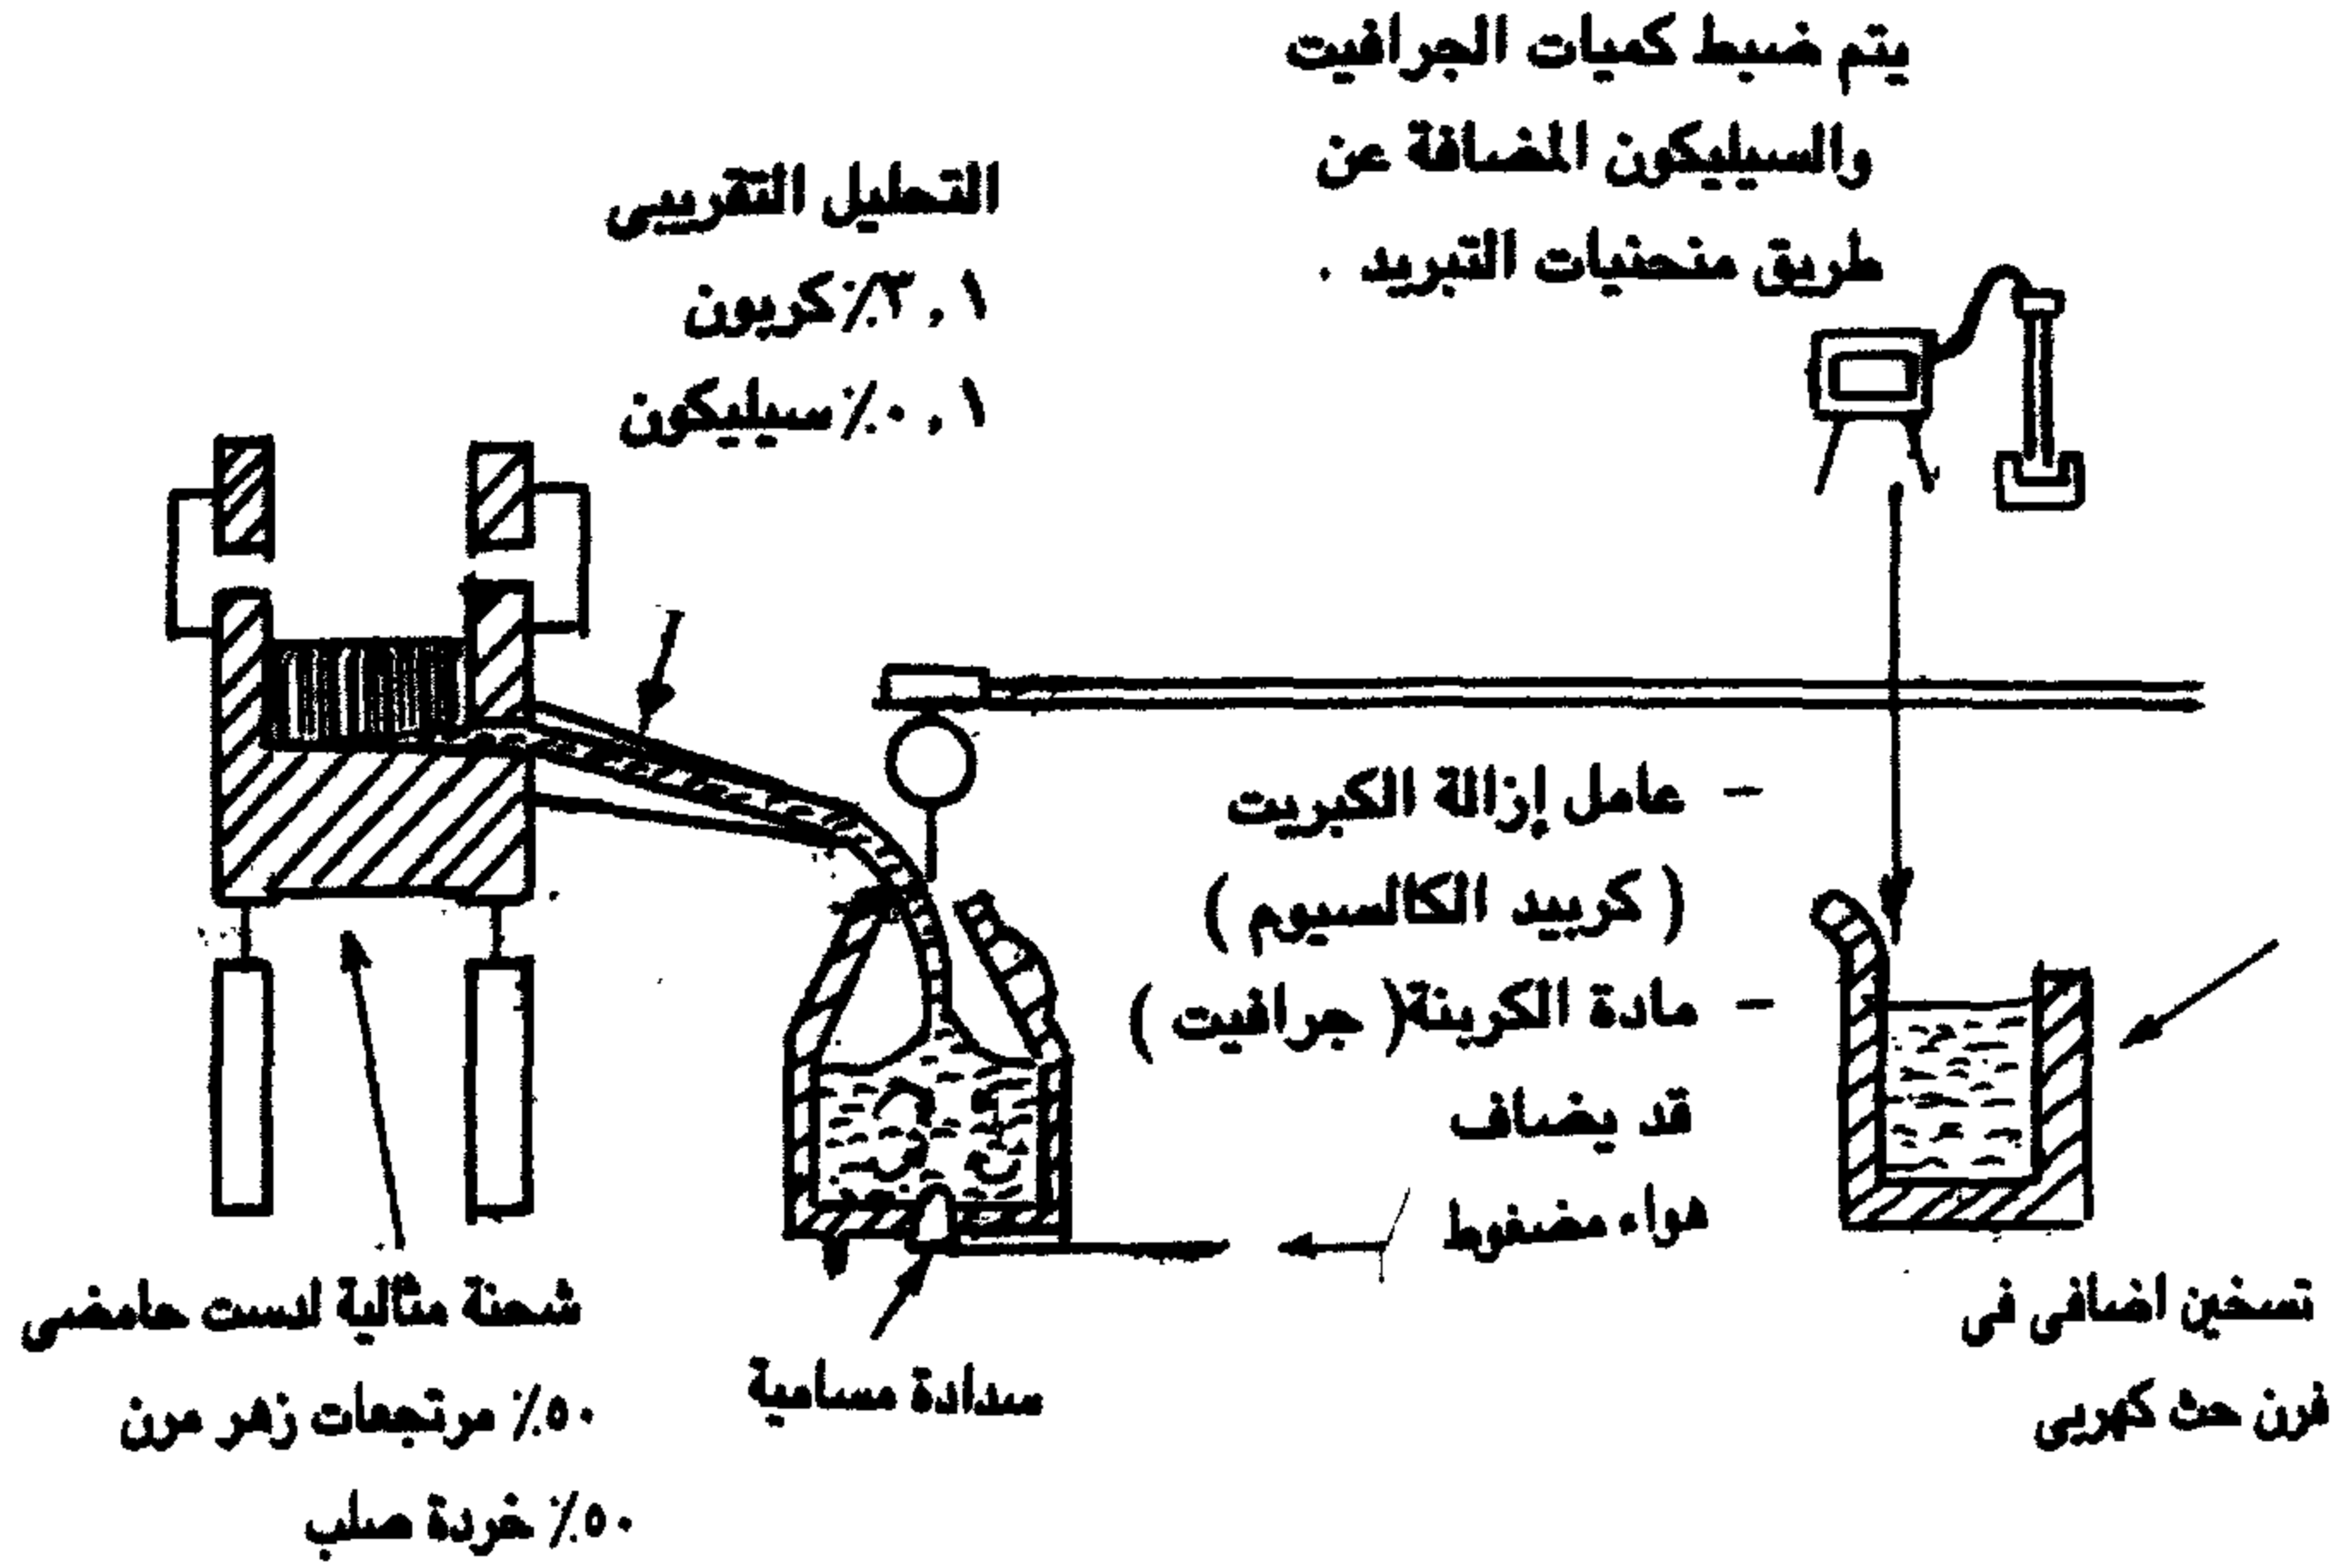 يتم ضبط كميات الجرافيت
والسيليكون المضافة عن
طريق منحنيات التبريد .
التحليل التقريبى
٣,١٪ كربون
١,٠٪ سيليكون
- عامل إزالة الكبريت
( كربيد الكالسيوم )
- مادة الكربنة ( جرافيت )
قد يضاف
هواء مضغوط
تسخين اضافى فى
فرن حث كهربى
سدادة مسامية
شحنة مثالية لدست حامضى
٥٠٪ مرتجعات زهر مرن
٥٠٪ خردة صلب